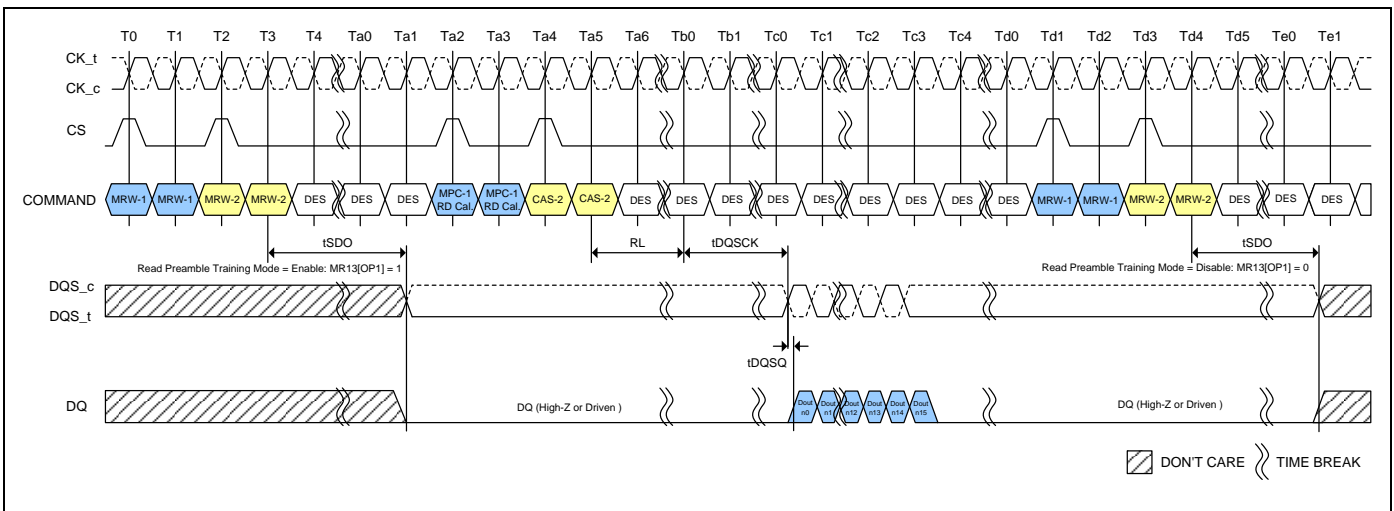 T0 T1 T2 T3 T4 Ta0 Ta1 Ta2 Ta3 Ta4 Ta5 Ta6 Tb0 Tb1 Tc0 Tc1 Tc2 Tc3 Tc4 Td0 Td1 Td2 Td3 Td4 Td5 Te0 Te1
CK_t
CK_c
CS
COMMAND MRW-1 MRW-1 MRW-2 MRW-2 DES DES DES MPC-1 RD Cal. MPC-1 RD Cal. CAS-2 CAS-2 DES DES DES DES DES DES DES DES DES MRW-1 MRW-1 MRW-2 MRW-2 DES DES DES
tSDO RL tDQSCK tSDO
Read Preamble Training Mode = Enable: MR13[OP1] = 1 Read Preamble Training Mode = Disable: MR13[OP1] = 0
DQS_c
DQS_t
tDQSQ
DQ DQ (High-Z or Driven ) Dout n0 Dout n1 Dout n12 Dout n13 Dout n14 Dout n15 DQ (High-Z or Driven )
DON'T CARE TIME BREAK